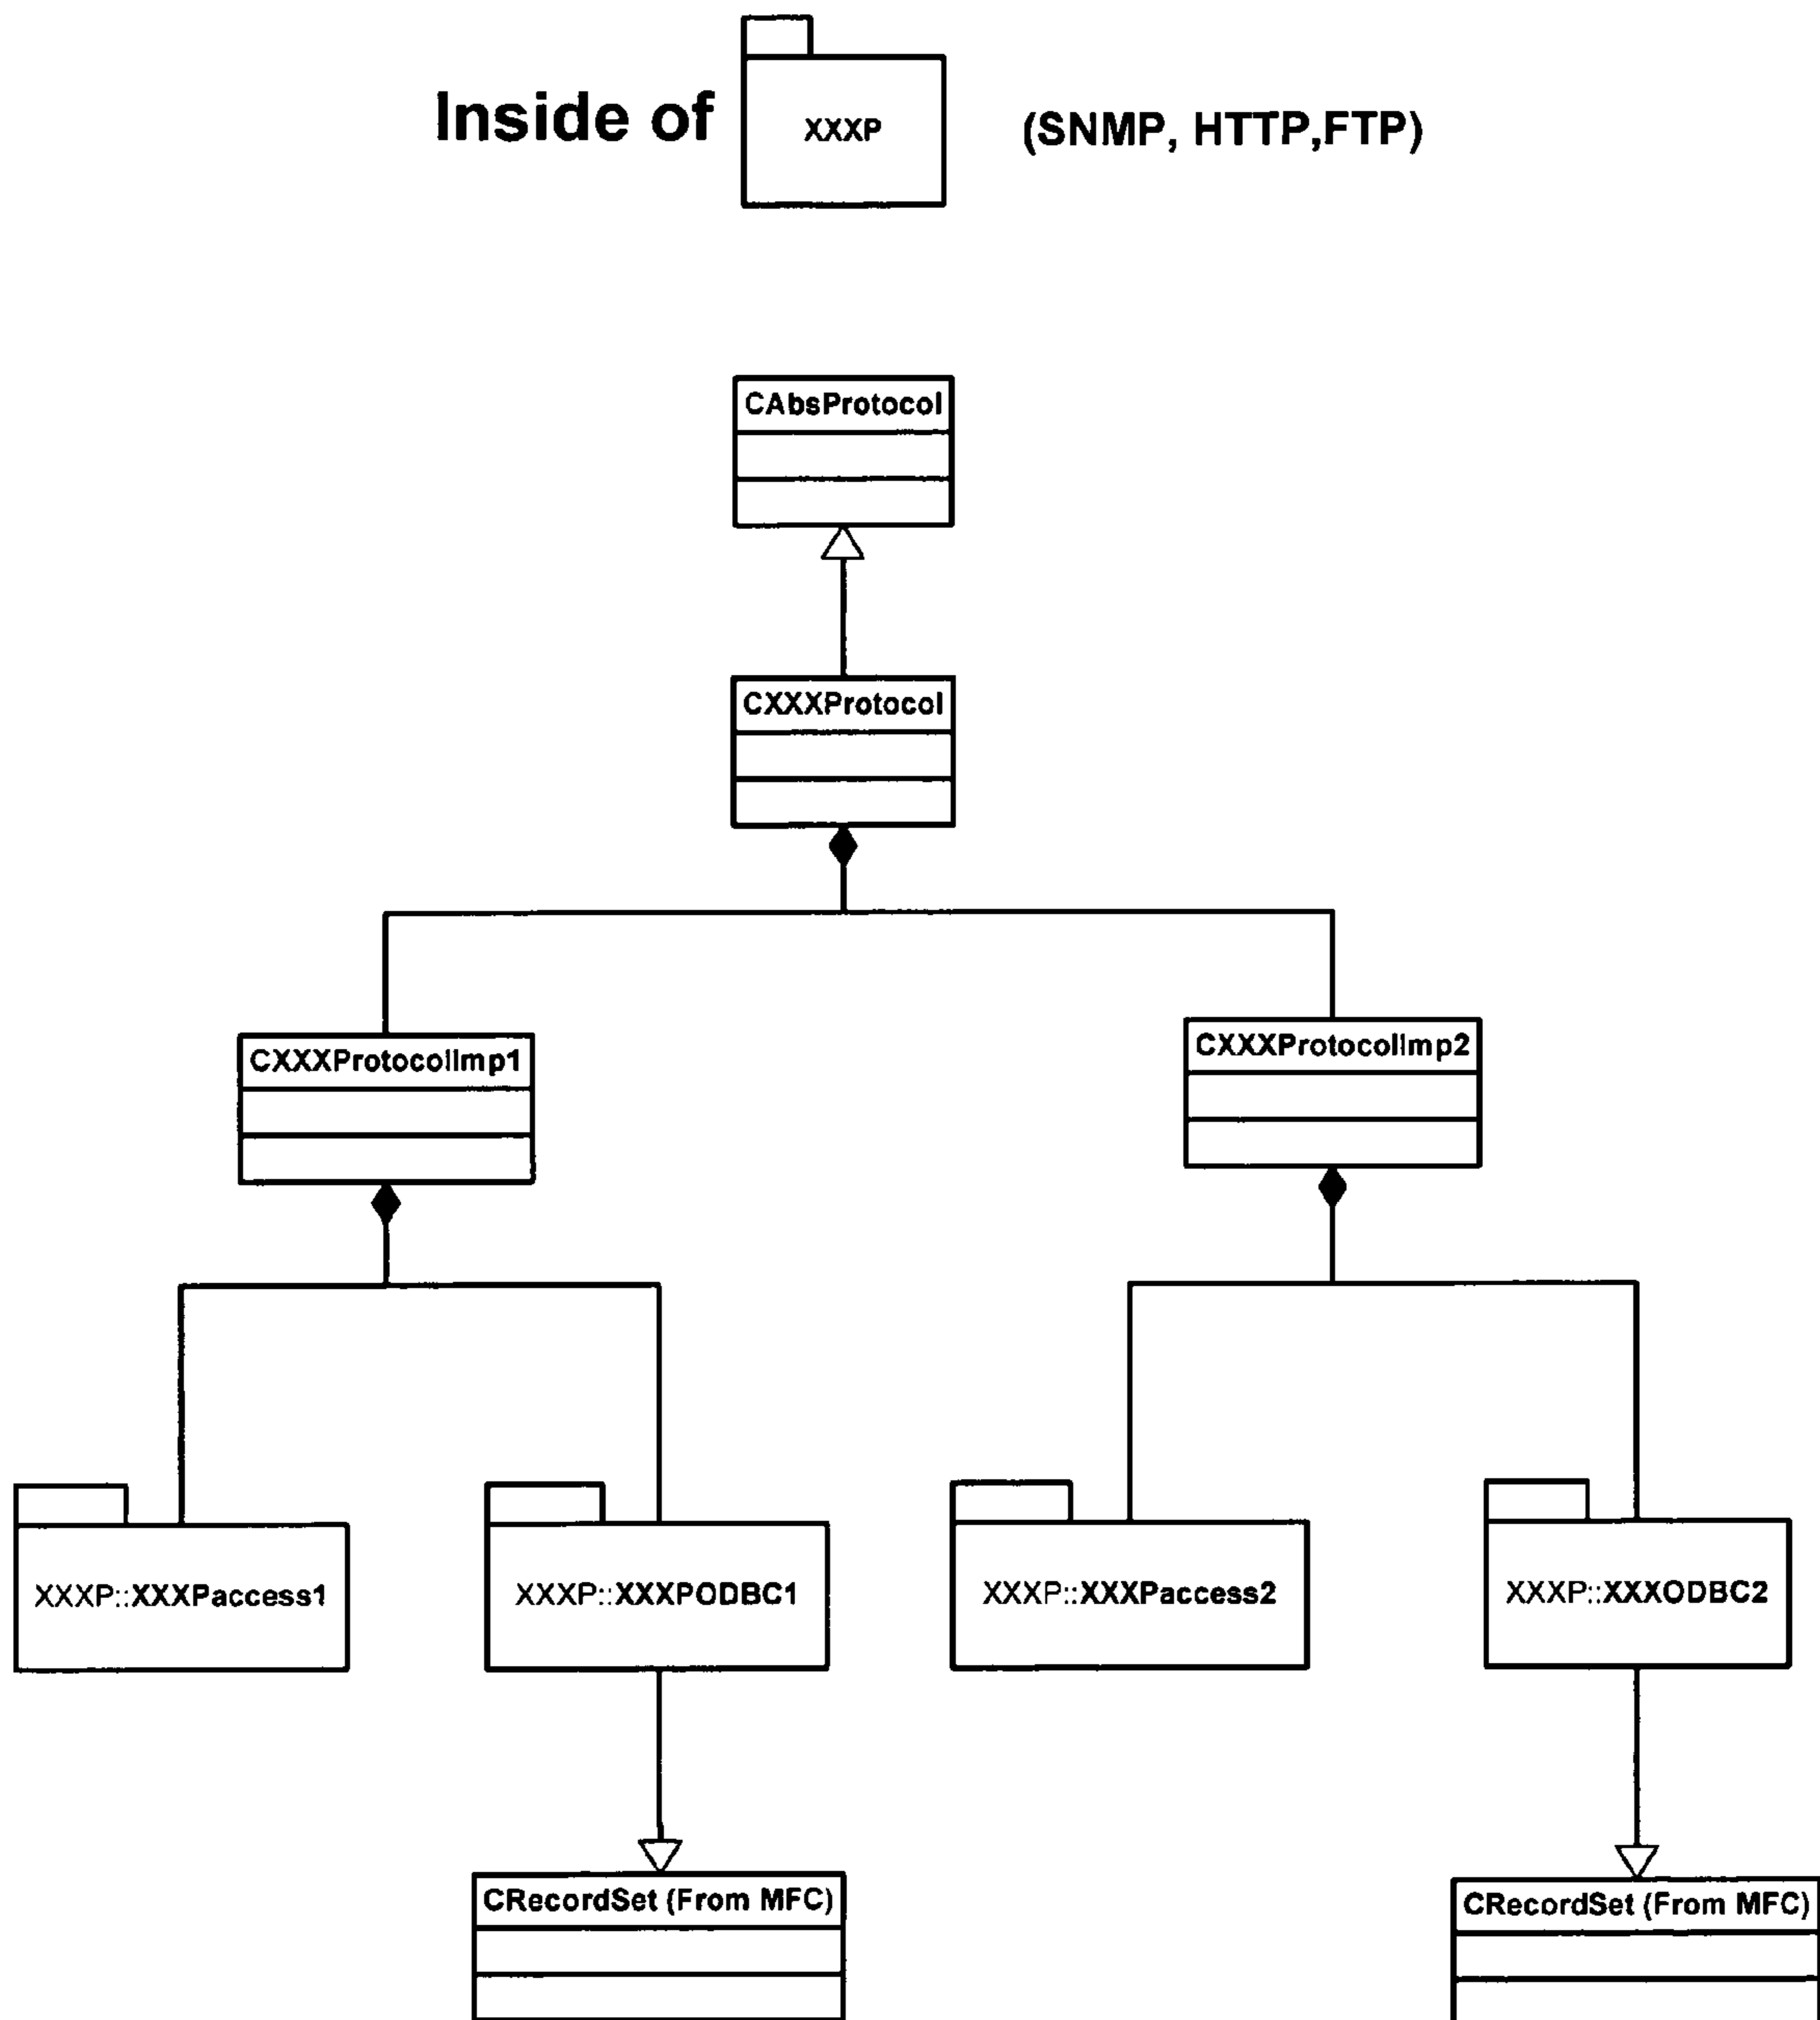 Inside of XXXP (SNMP, HTTP,FTP)
CAbsProtocol
CXXXProtocol
CXXXProtocolImp1
CXXXProtocolImp2
XXXP::XXXPaccess1
XXXP::XXXPODBC1
XXXP::XXXPaccess2
XXXP::XXXODBC2
CRecordSet (From MFC)
CRecordSet (From MFC)